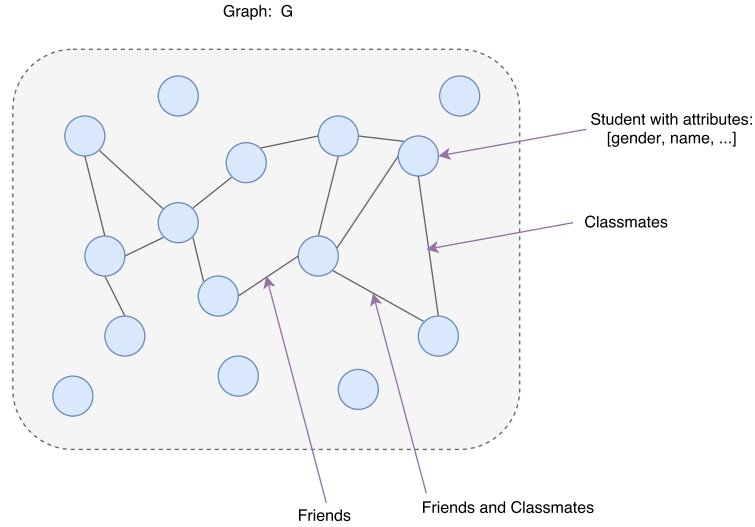 Graph: G
Student with attributes:
[gender, name, ...]
Classmates
Friends
Friends and Classmates